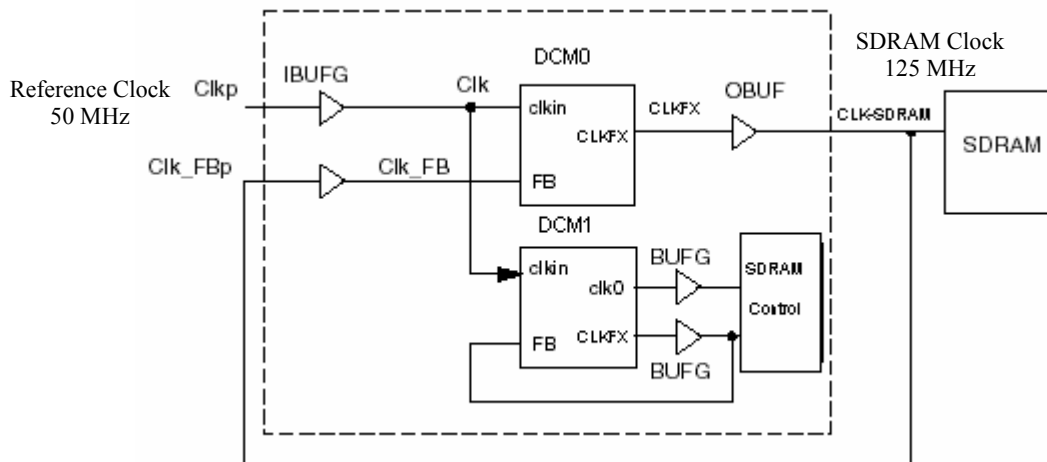 Reference Clock
50 MHz
Clkp
IBUFG
Clk
DCM0
clkin
CLKFX
FB
CLKFX
OBUF
SDRAM Clock
125 MHz
CLK-SDRAM
SDRAM
Clk_FBp
Clk_FB
DCM1
clkin
clk0
CLKFX
FB
BUFG
BUFG
SDRAM
Control